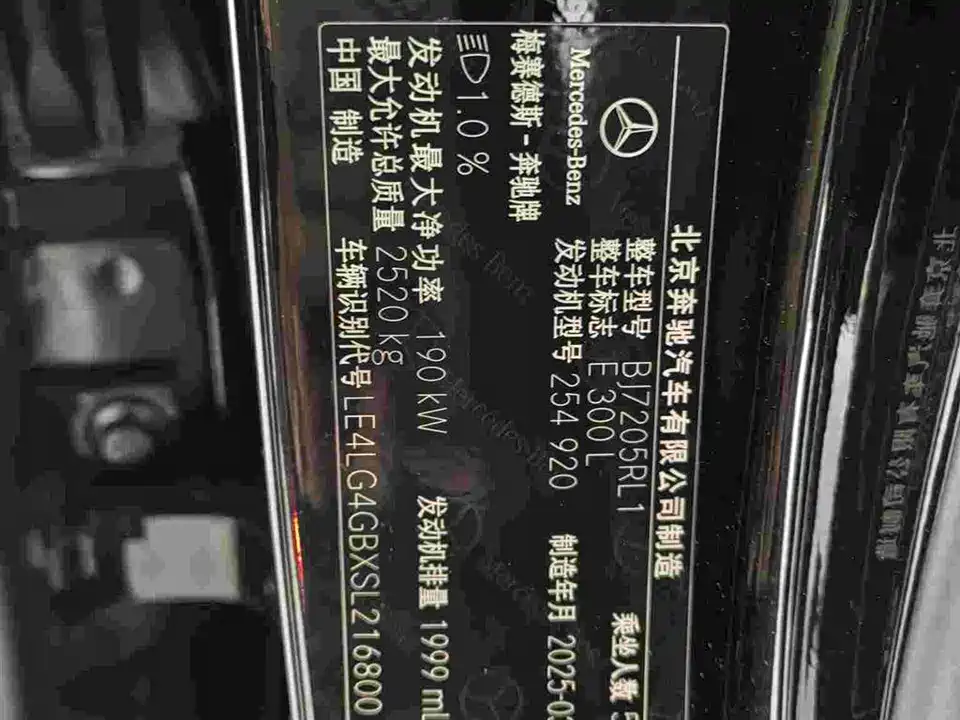 北京奔驰汽车有限公司制造
Mercedes-Benz
梅赛德斯-奔驰牌
整车型号 BJ7205RL1 乘坐人数 5
整车标志 E 300 L
发动机型号 254 920 制造年月 2025-03
1.0 %
发动机最大净功率 190 kW 发动机排量 1999 ml
最大允许总质量 2520 kg
中国 制造 车辆识别代号 LE4LG4GBXSL216800